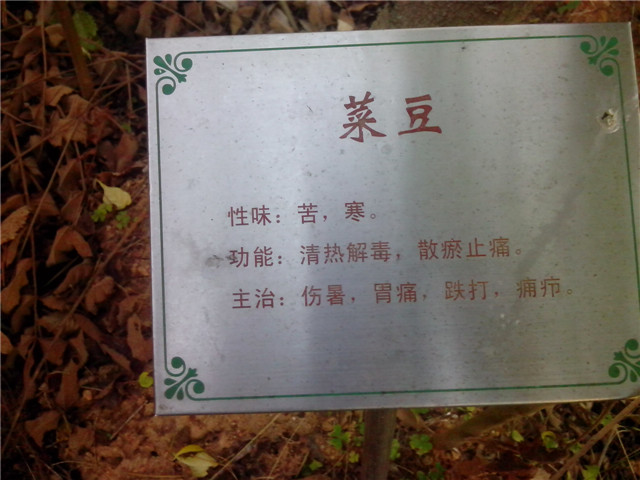 菜豆
性味：苦，寒。
功能：清热解毒，散瘀止痛。
主治：伤暑，胃痛，跌打，痈疖。